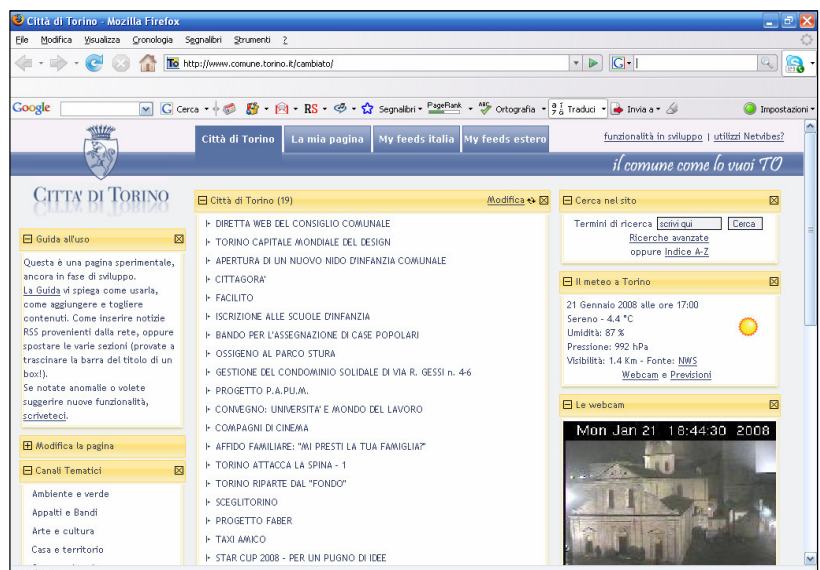 Città di Torino - Mozilla Firefox
File Modifica Visualizza Cronologia Segnalibri Strumenti ?
http://www.comune.torino.it/cambiato/
Google Cerca RS Segnalibri PageRank Ortografia Traduci Invia a Impostazioni
Città di Torino La mia pagina My feeds italia My feeds estero
funzionalità in sviluppo | utilizzi Netvibes?
il comune come lo vuoi TO
CITTA' DI TORINO
Guida all'uso
Questa è una pagina sperimentale,
ancora in fase di sviluppo.
La Guida vi spiega come usarla,
come aggiungere e togliere
contenuti. Come inserire notizie
RSS provenienti dalla rete, oppure
spostare le varie sezioni (provate a
trascinare la barra del titolo di un
box!).
Se notate anomalie o volete
suggerire nuove funzionalità,
scriveteci.
Modifica la pagina
Canali Tematici
Ambiente e verde
Appalti e Bandi
Arte e cultura
Casa e territorio
Città di Torino (19) Modifica
DIRETTA WEB DEL CONSIGLIO COMUNALE
TORINO CAPITALE MONDIALE DEL DESIGN
APERTURA DI UN NUOVO NIDO D'INFANZIA COMUNALE
CITTAGORA'
FACILITO
ISCRIZIONE ALLE SCUOLE D'INFANZIA
BANDO PER L'ASSEGNAZIONE DI CASE POPOLARI
OSSIGENO AL PARCO STURA
GESTIONE DEL CONDOMINIO SOLIDALE DI VIA R. GESSI n. 4-6
PROGETTO P.A.PU.M.
CONVEGNO: UNIVERSITA' E MONDO DEL LAVORO
COMPAGNI DI CINEMA
AFFIDO FAMILIARE: "MI PRESTI LA TUA FAMIGLIA?"
TORINO ATTACCA LA SPINA - 1
TORINO RIPARTE DAL "FONDO"
SCEGLITORINO
PROGETTO FABER
TAXI AMICO
STAR CUP 2008 - PER UN PUGNO DI IDEE
Cerca nel sito
Termini di ricerca scrivi qui Cerca
Ricerche avanzate
oppure Indice A-Z
Il meteo a Torino
21 Gennaio 2008 alle ore 17:00
Sereno - 4.4 °C
Umidità: 87 %
Pressione: 992 hPa
Visibilità: 1.4 Km - Fonte: NWS
Webcam e Previsioni
Le webcam
Mon Jan 21 18:44:30 2008